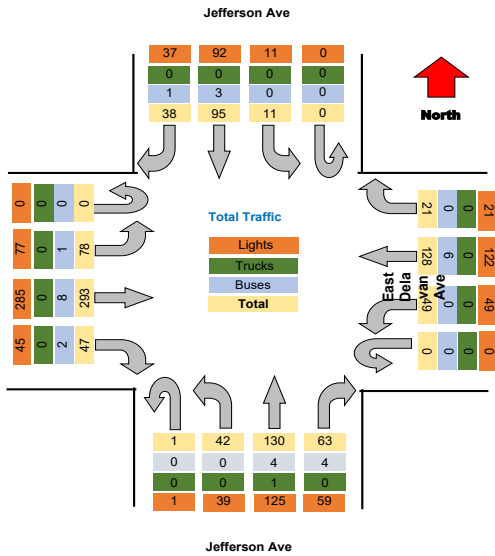 Jefferson Ave
37 92 11 0
0 0 0 0
1 3 0 0
38 95 11 0
North
0 0 0 0
77 0 1 78
285 0 8 293
45 0 2 47
Total Traffic
Lights
Trucks
Buses
Total
21 0 0 21
128 6 0 122
49 0 0 49
0 0 0 0
East
Dela
van
Ave
1 42 130 63
0 0 4 4
0 0 1 0
1 39 125 59
Jefferson Ave